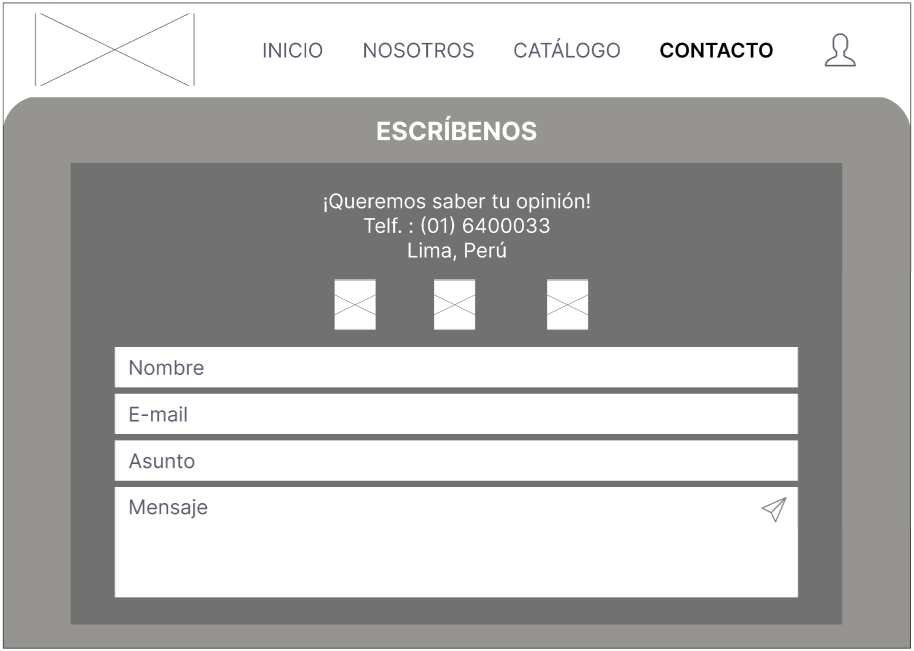 INICIO NOSOTROS CATÁLOGO CONTACTO
ESCRÍBENOS
¡Queremos saber tu opinión!
Telf. : (01) 6400033
Lima, Perú
Nombre
E-mail
Asunto
Mensaje